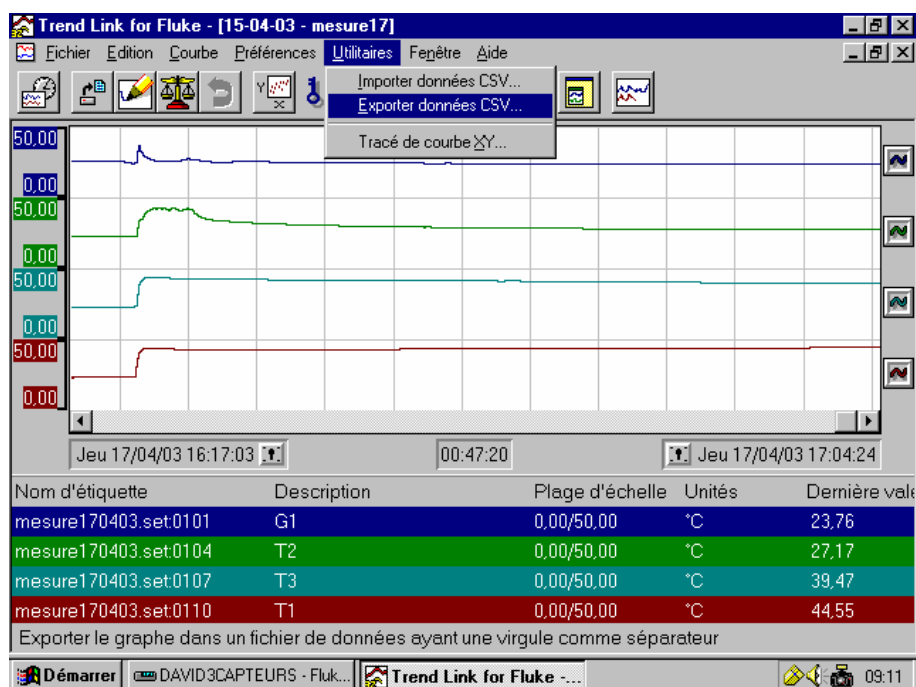 Trend Link for Fluke - [15-04-03 - mesure17]
Fichier Edition Courbe Préférences Utilitaires Fenêtre Aide
Importer données CSV...
Exporter données CSV...
Tracé de courbe XY...
Y
X
50,00
0,00
50,00
0,00
50,00
0,00
50,00
0,00
Jeu 17/04/03 16:17:03 00:47:20 Jeu 17/04/03 17:04:24
Nom d'étiquette Description Plage d'échelle Unités Dernière vale
mesure170403.set:0101 G1 0,00/50,00 °C 23,76
mesure170403.set:0104 T2 0,00/50,00 °C 27,17
mesure170403.set:0107 T3 0,00/50,00 °C 39,47
mesure170403.set:0110 T1 0,00/50,00 °C 44,55
Exporter le graphe dans un fichier de données ayant une virgule comme séparateur
Démarrer DAVID3CAPTEURS - Fluk... Trend Link for Fluke -... 09:11